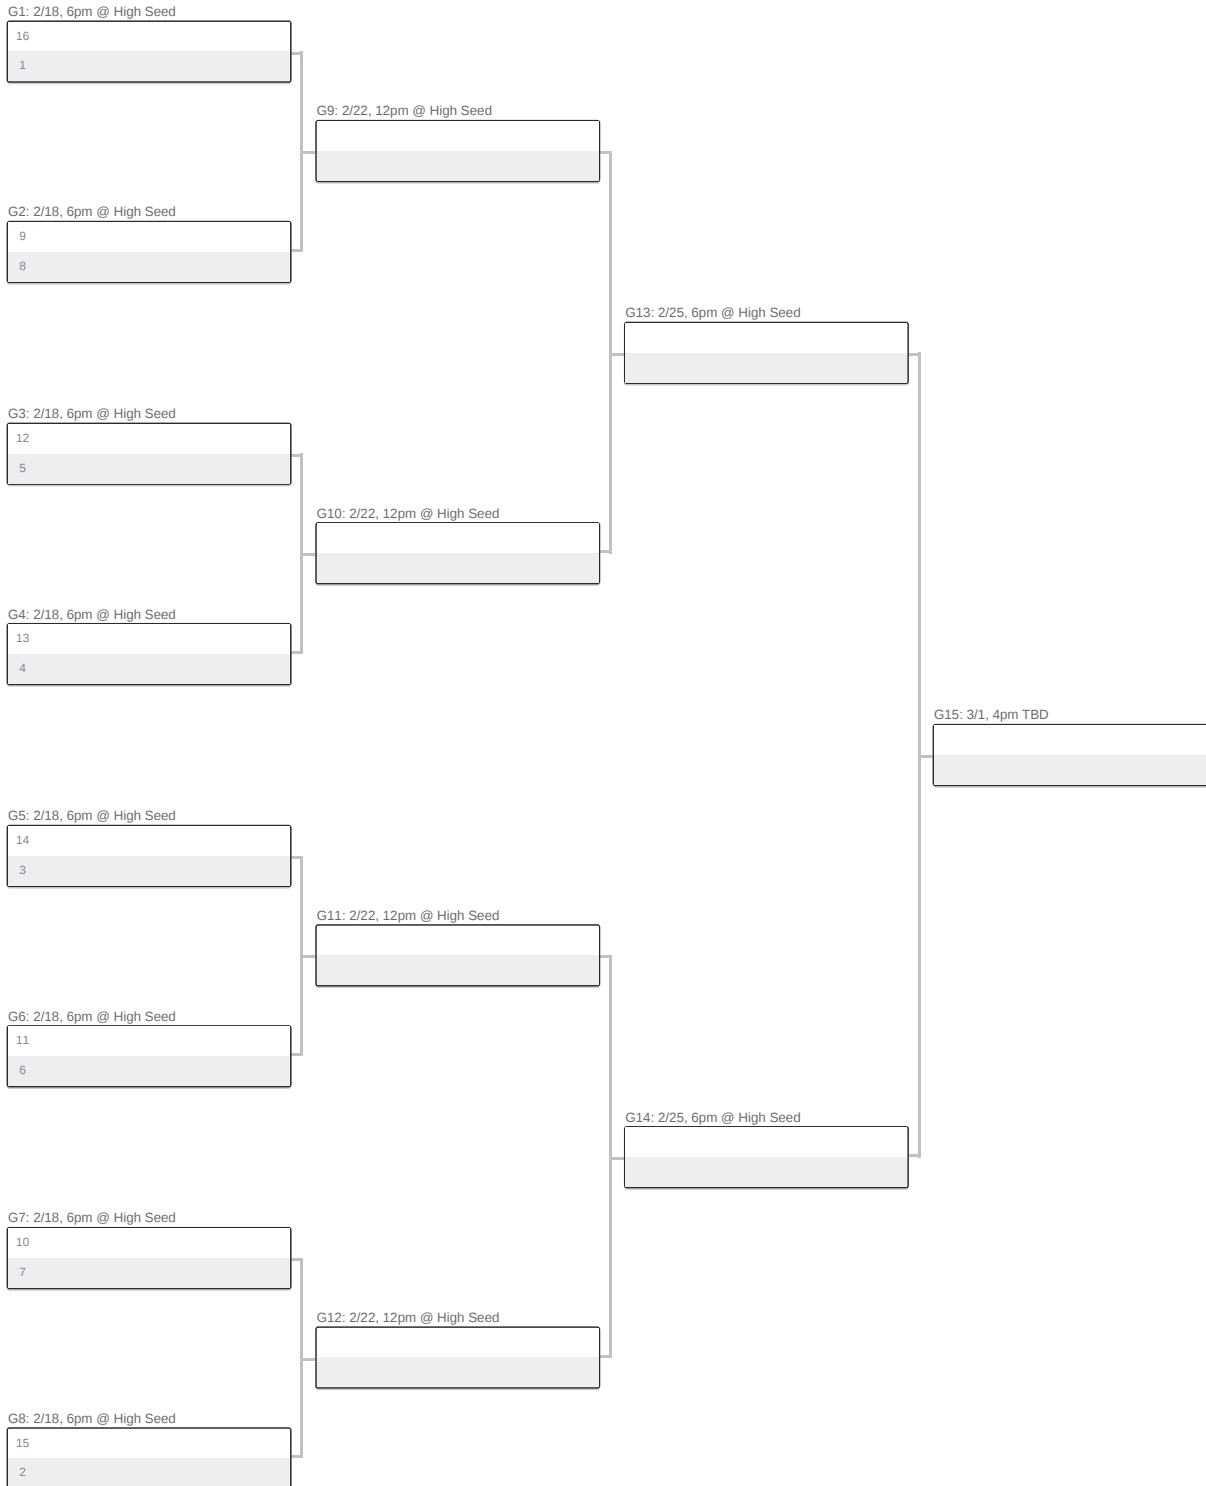 G1: 2/18, 6pm @ High Seed
16
1
G9: 2/22, 12pm @ High Seed
G2: 2/18, 6pm @ High Seed
9
8
G13: 2/25, 6pm @ High Seed
G3: 2/18, 6pm @ High Seed
12
5
G10: 2/22, 12pm @ High Seed
G4: 2/18, 6pm @ High Seed
13
4
G15: 3/1, 4pm TBD
G5: 2/18, 6pm @ High Seed
14
3
G11: 2/22, 12pm @ High Seed
G6: 2/18, 6pm @ High Seed
11
6
G14: 2/25, 6pm @ High Seed
G7: 2/18, 6pm @ High Seed
10
7
G12: 2/22, 12pm @ High Seed
G8: 2/18, 6pm @ High Seed
15
2